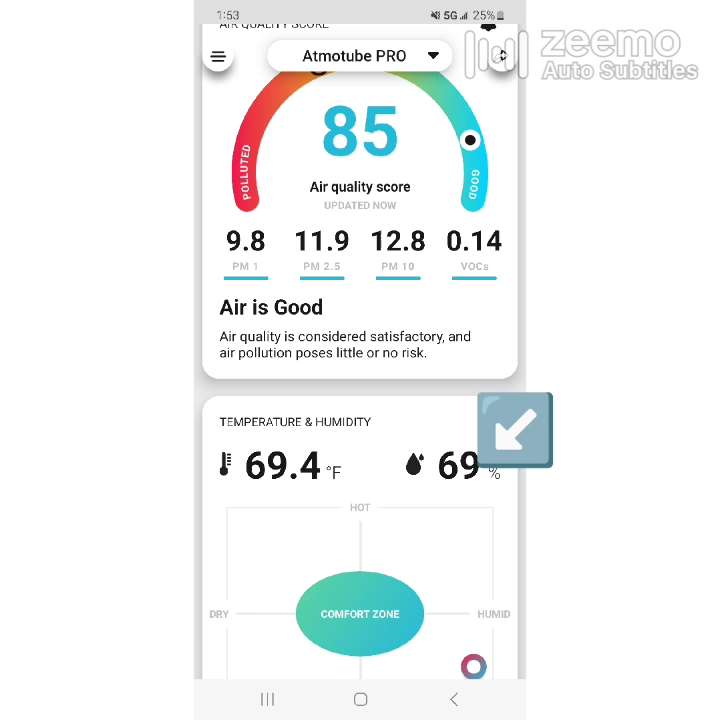 1:53
5G
25%
AIR QUALITY SCORE
zeemo
Auto Subtitles
Atmotube PRO
POLLUTED
85
GOOD
Air quality score
UPDATED NOW
9.8 11.9 12.8 0.14
PM 1 PM 2.5 PM 10 VOCs
Air is Good
Air quality is considered satisfactory, and
air pollution poses little or no risk.
TEMPERATURE & HUMIDITY
69.4 °F 69 %
HOT
DRY COMFORT ZONE HUMID